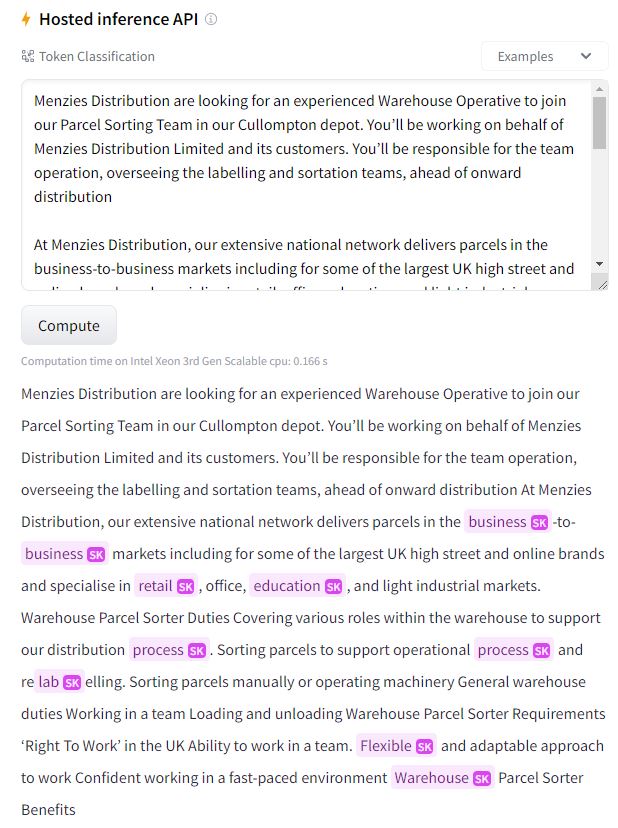 Hosted inference API
Token Classification
Examples
Menzies Distribution are looking for an experienced Warehouse Operative to join
our Parcel Sorting Team in our Cullompton depot. You’ll be working on behalf of
Menzies Distribution Limited and its customers. You’ll be responsible for the team
operation, overseeing the labelling and sortation teams, ahead of onward
distribution
At Menzies Distribution, our extensive national network delivers parcels in the
business-to-business markets including for some of the largest UK high street and
Compute
Computation time on Intel Xeon 3rd Gen Scalable cpu: 0.166 s
Menzies Distribution are looking for an experienced Warehouse Operative to join our
Parcel Sorting Team in our Cullompton depot. You’ll be working on behalf of Menzies
Distribution Limited and its customers. You’ll be responsible for the team operation,
overseeing the labelling and sortation teams, ahead of onward distribution At Menzies
Distribution, our extensive national network delivers parcels in the business SK -to-
business SK markets including for some of the largest UK high street and online brands
and specialise in retail SK , office, education SK , and light industrial markets.
Warehouse Parcel Sorter Duties Covering various roles within the warehouse to support
our distribution process SK . Sorting parcels to support operational process SK and
re lab SK elling. Sorting parcels manually or operating machinery General warehouse
duties Working in a team Loading and unloading Warehouse Parcel Sorter Requirements
‘Right To Work’ in the UK Ability to work in a team. Flexible SK and adaptable approach
to work Confident working in a fast-paced environment Warehouse SK Parcel Sorter
Benefits